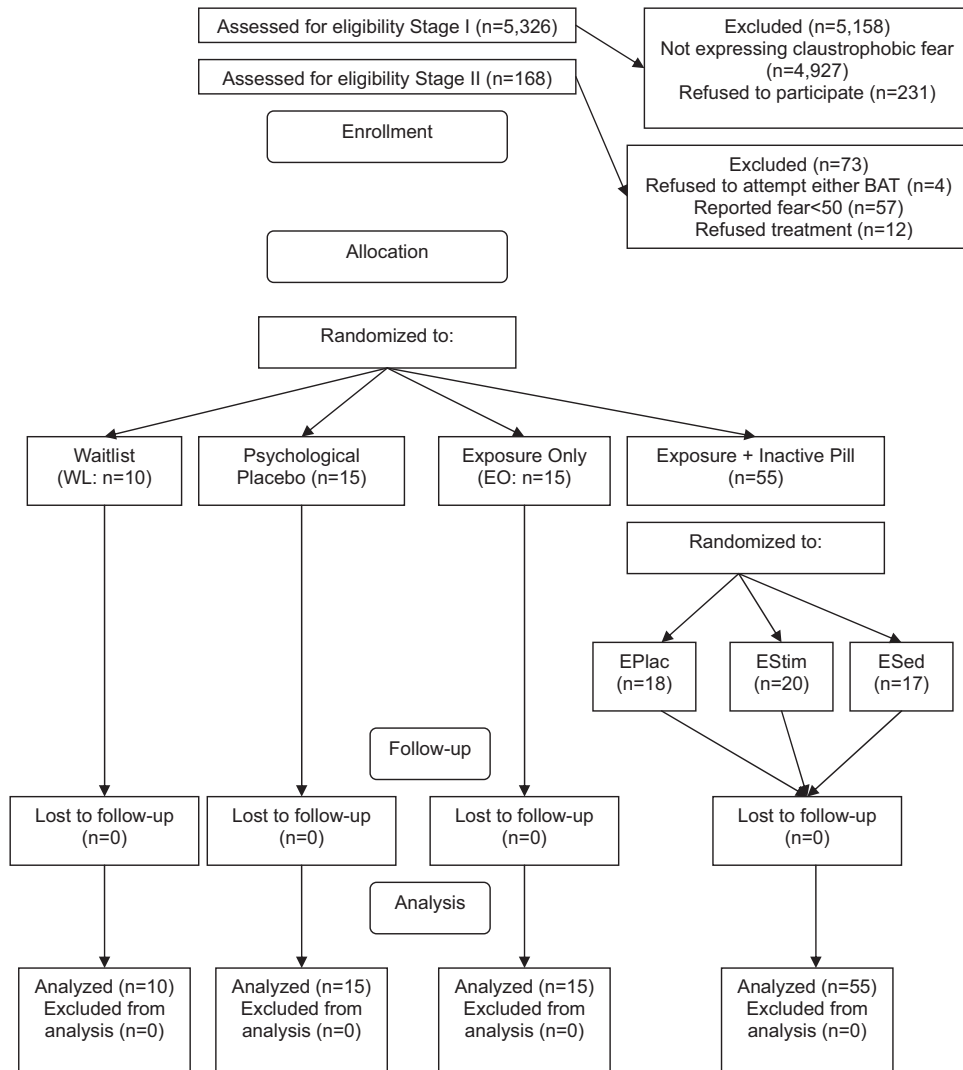 Assessed for eligibility Stage I (n=5,326)
Excluded (n=5,158)
Not expressing claustrophobic fear
(n=4,927)
Refused to participate (n=231)
Assessed for eligibility Stage II (n=168)
Enrollment
Excluded (n=73)
Refused to attempt either BAT (n=4)
Reported fear<50 (n=57)
Refused treatment (n=12)
Allocation
Randomized to:
Waitlist
(WL: n=10)
Psychological
Placebo (n=15)
Exposure Only
(EO: n=15)
Exposure + Inactive Pill
(n=55)
Randomized to:
EPlac
(n=18)
EStim
(n=20)
ESed
(n=17)
Follow-up
Lost to follow-up
(n=0)
Lost to follow-up
(n=0)
Lost to follow-up
(n=0)
Lost to follow-up
(n=0)
Analysis
Analyzed (n=10)
Excluded from
analysis (n=0)
Analyzed (n=15)
Excluded from
analysis (n=0)
Analyzed (n=15)
Excluded from
analysis (n=0)
Analyzed (n=55)
Excluded from
analysis (n=0)